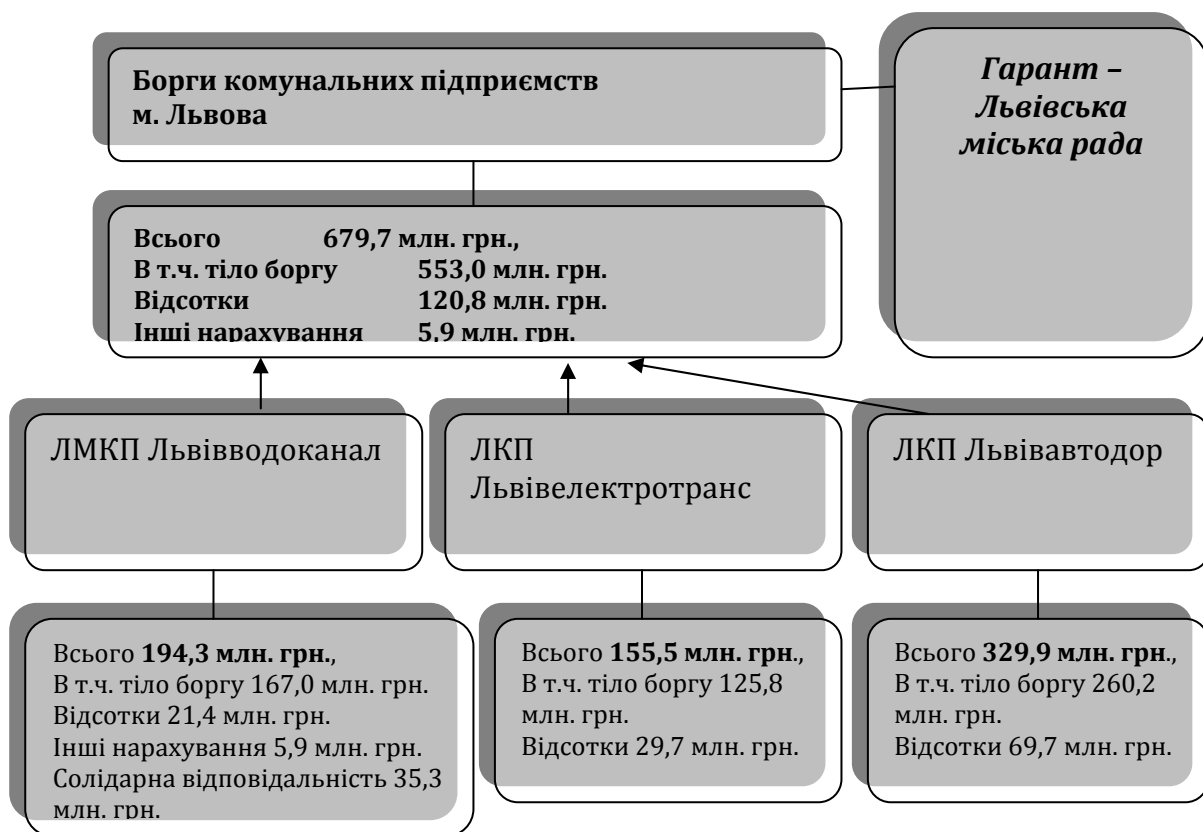 Борги комунальних підприємств
м. Львова
Гарант –
Львівська
міська рада
Всього 679,7 млн. грн.,
В т.ч. тіло боргу 553,0 млн. грн.
Відсотки 120,8 млн. грн.
Інші нарахування 5,9 млн. грн.
ЛМКП Львівводоканал
ЛКП
Львівелектротранс
ЛКП Львівавтодор
Всього 194,3 млн. грн.,
В т.ч. тіло боргу 167,0 млн. грн.
Відсотки 21,4 млн. грн.
Інші нарахування 5,9 млн. грн.
Солідарна відповідальність 35,3
млн. грн.
Всього 155,5 млн. грн.,
В т.ч. тіло боргу 125,8
млн. грн.
Відсотки 29,7 млн. грн.
Всього 329,9 млн. грн.,
В т.ч. тіло боргу 260,2
млн. грн.
Відсотки 69,7 млн. грн.